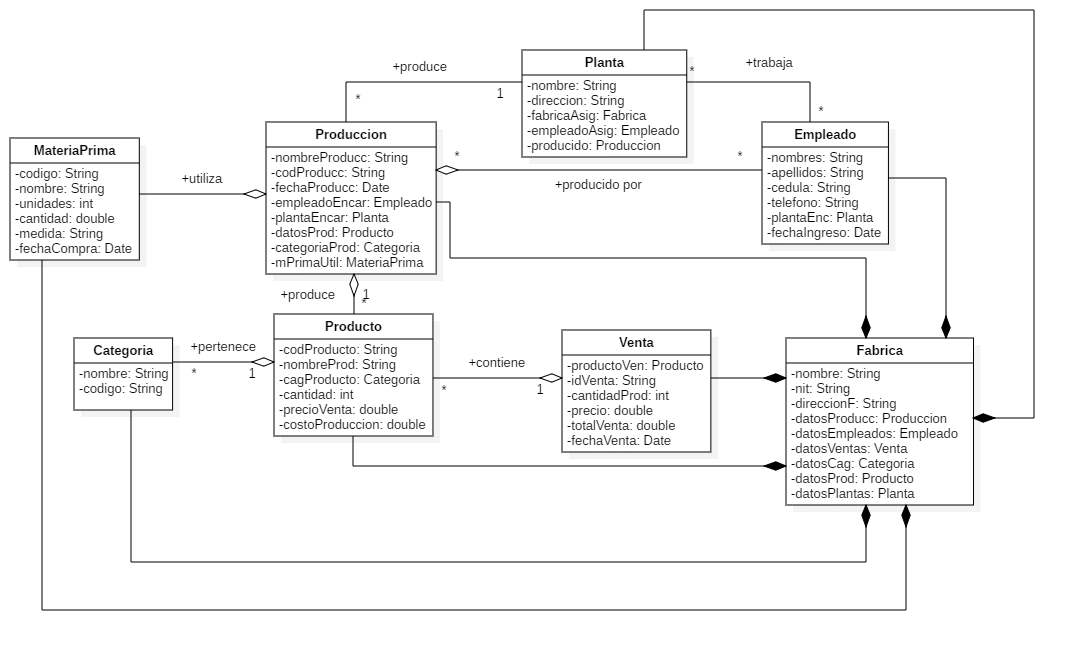 +produce
*
1
Planta
-nombre: String
-direccion: String
-fabricaAsig: Fabrica
-empleadoAsig: Empleado
-producido: Produccion
*
+trabaja
*
MateriaPrima
-codigo: String
-nombre: String
-unidades: int
-cantidad: double
-medida: String
-fechaCompra: Date
+utiliza
Produccion
-nombreProducc: String
-codProducc: String
-fechaProducc: Date
-empleadoEncar: Empleado
-plantaEncar: Planta
-datosProd: Producto
-categoriaProd: Categoria
-mPrimaUtil: MateriaPrima
*
*
+producido por
Empleado
-nombres: String
-apellidos: String
-cedula: String
-telefono: String
-plantaEnc: Planta
-fechaIngreso: Date
+produce
1
*
Categoria
-nombre: String
-codigo: String
+pertenece
*
1
Producto
-codProducto: String
-nombreProd: String
-cagProducto: Categoria
-cantidad: int
-precioVenta: double
-costoProduccion: double
+contiene
*
1
Venta
-productoVen: Producto
-idVenta: String
-cantidadProd: int
-precio: double
-totalVenta: double
-fechaVenta: Date
Fabrica
-nombre: String
-nit: String
-direccionF: String
-datosProducc: Produccion
-datosEmpleados: Empleado
-datosVentas: Venta
-datosCag: Categoria
-datosProd: Producto
-datosPlantas: Planta